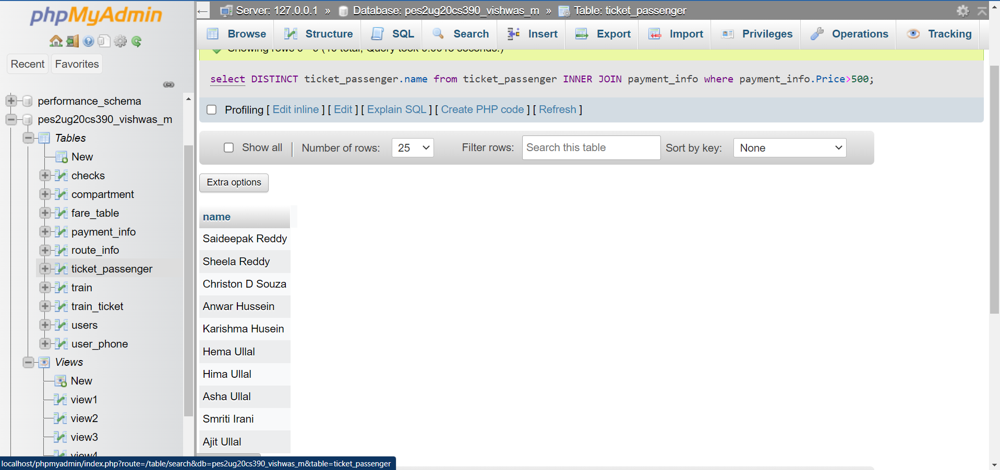 phpMyAdmin
Recent Favorites
performance_schema
pes2ug20cs390_vishwas_m
Tables
New
checks
compartment
fare_table
payment_info
route_info
ticket_passenger
train
train_ticket
users
user_phone
Views
New
view1
view2
view3
view4
Server: 127.0.0.1 » Database: pes2ug20cs390_vishwas_m » Table: ticket_passenger
Browse Structure SQL Search Insert Export Import Privileges Operations Tracking
select DISTINCT ticket_passenger.name from ticket_passenger INNER JOIN payment_info where payment_info.Price>500;
Profiling [ Edit inline ] [ Edit ] [ Explain SQL ] [ Create PHP code ] [ Refresh ]
Show all Number of rows: 25 Filter rows: Search this table Sort by key: None
Extra options
name
Saideepak Reddy
Sheela Reddy
Christon D Souza
Anwar Hussein
Karishma Husein
Hema Ullal
Hima Ullal
Asha Ullal
Smriti Irani
Ajit Ullal
localhost/phpmyadmin/index.php?route=/table/search&db=pes2ug20cs390_vishwas_m&table=ticket_passenger